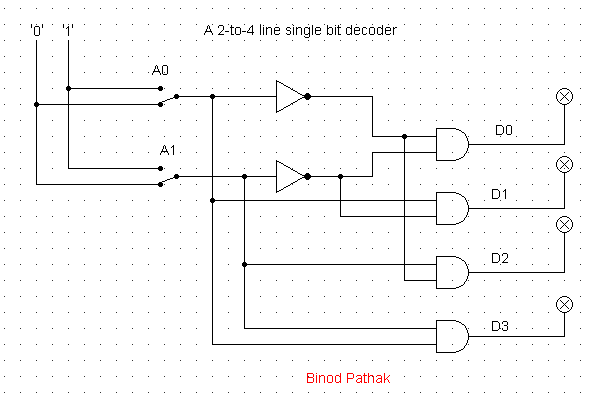 '0' '1' A 2-to-4 line single bit decoder
A0
A1
D0
D1
D2
D3
Binod Pathak